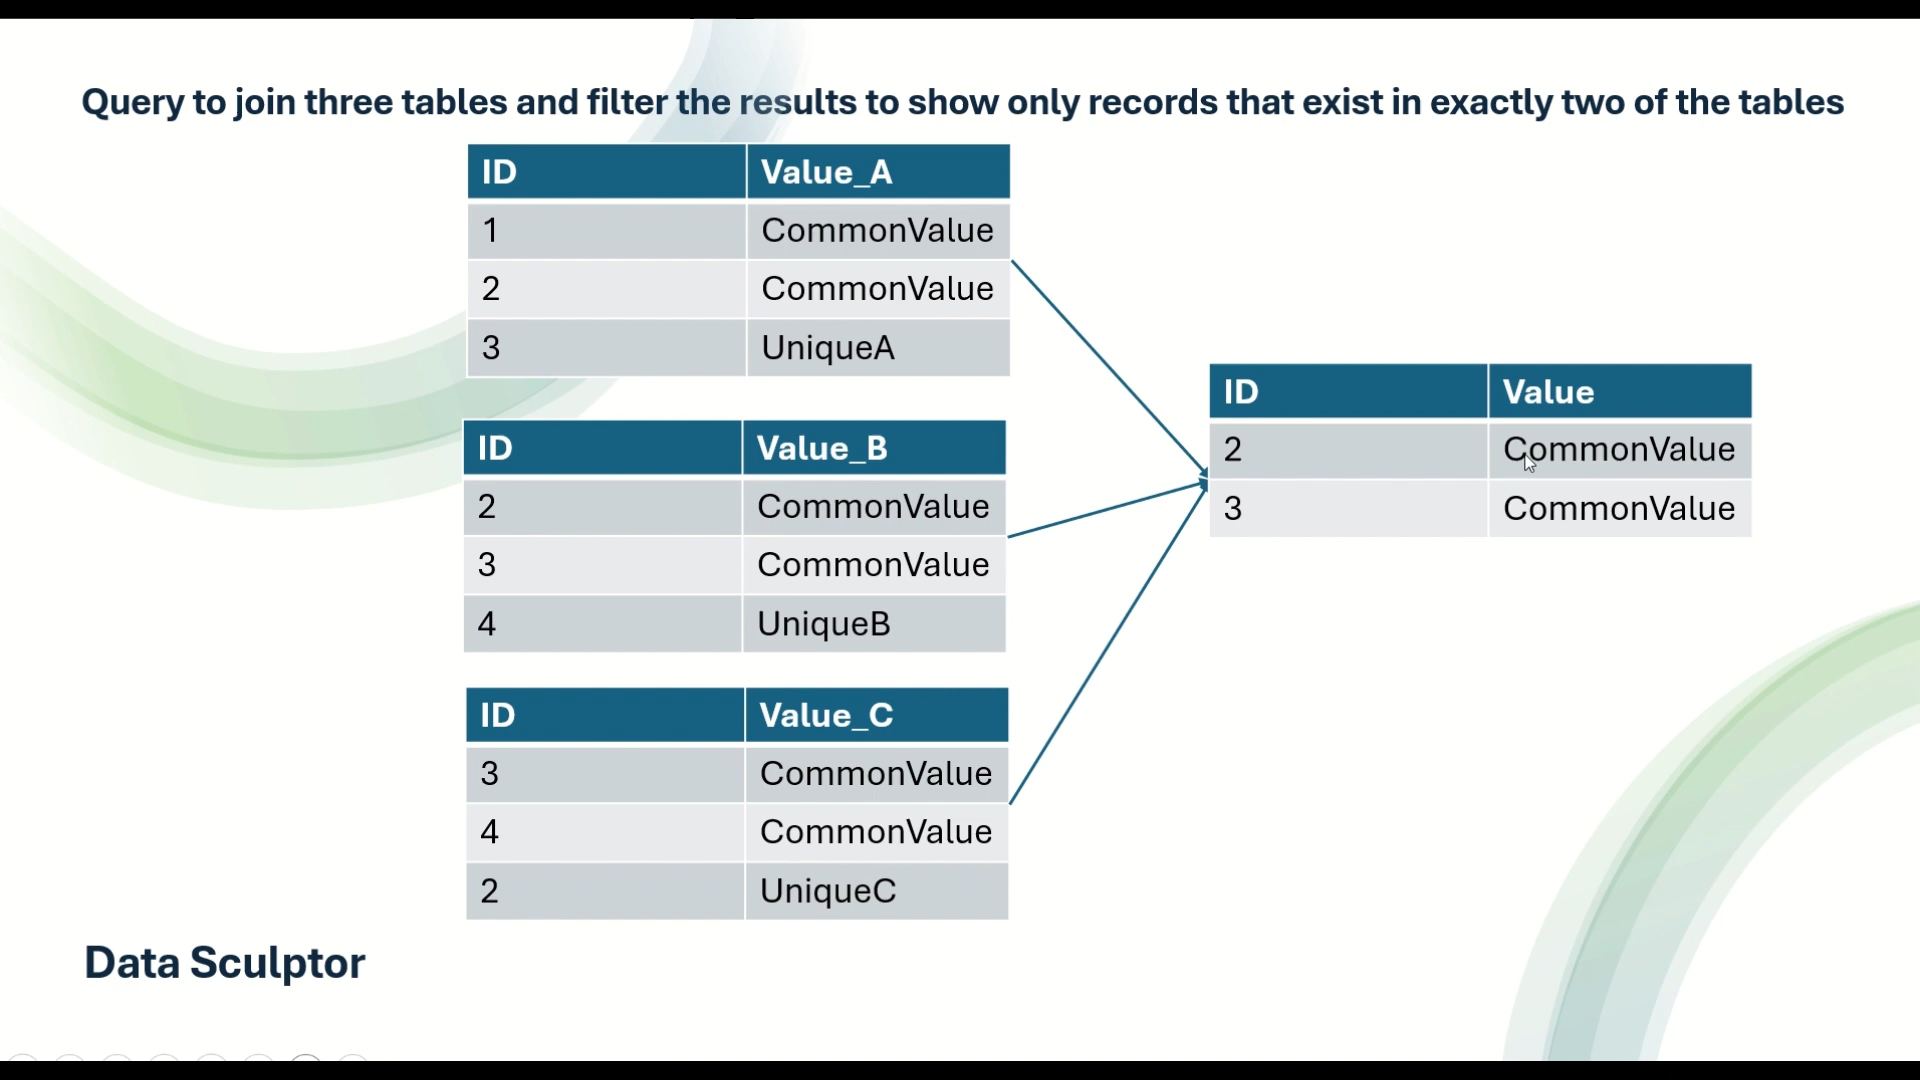 Query to join three tables and filter the results to show only records that exist in exactly two of the tables
ID Value_A
1 CommonValue
2 CommonValue
3 UniqueA
ID Value_B
2 CommonValue
3 CommonValue
4 UniqueB
ID Value_C
3 CommonValue
4 CommonValue
2 UniqueC
ID Value
2 CommonValue
3 CommonValue
Data Sculptor